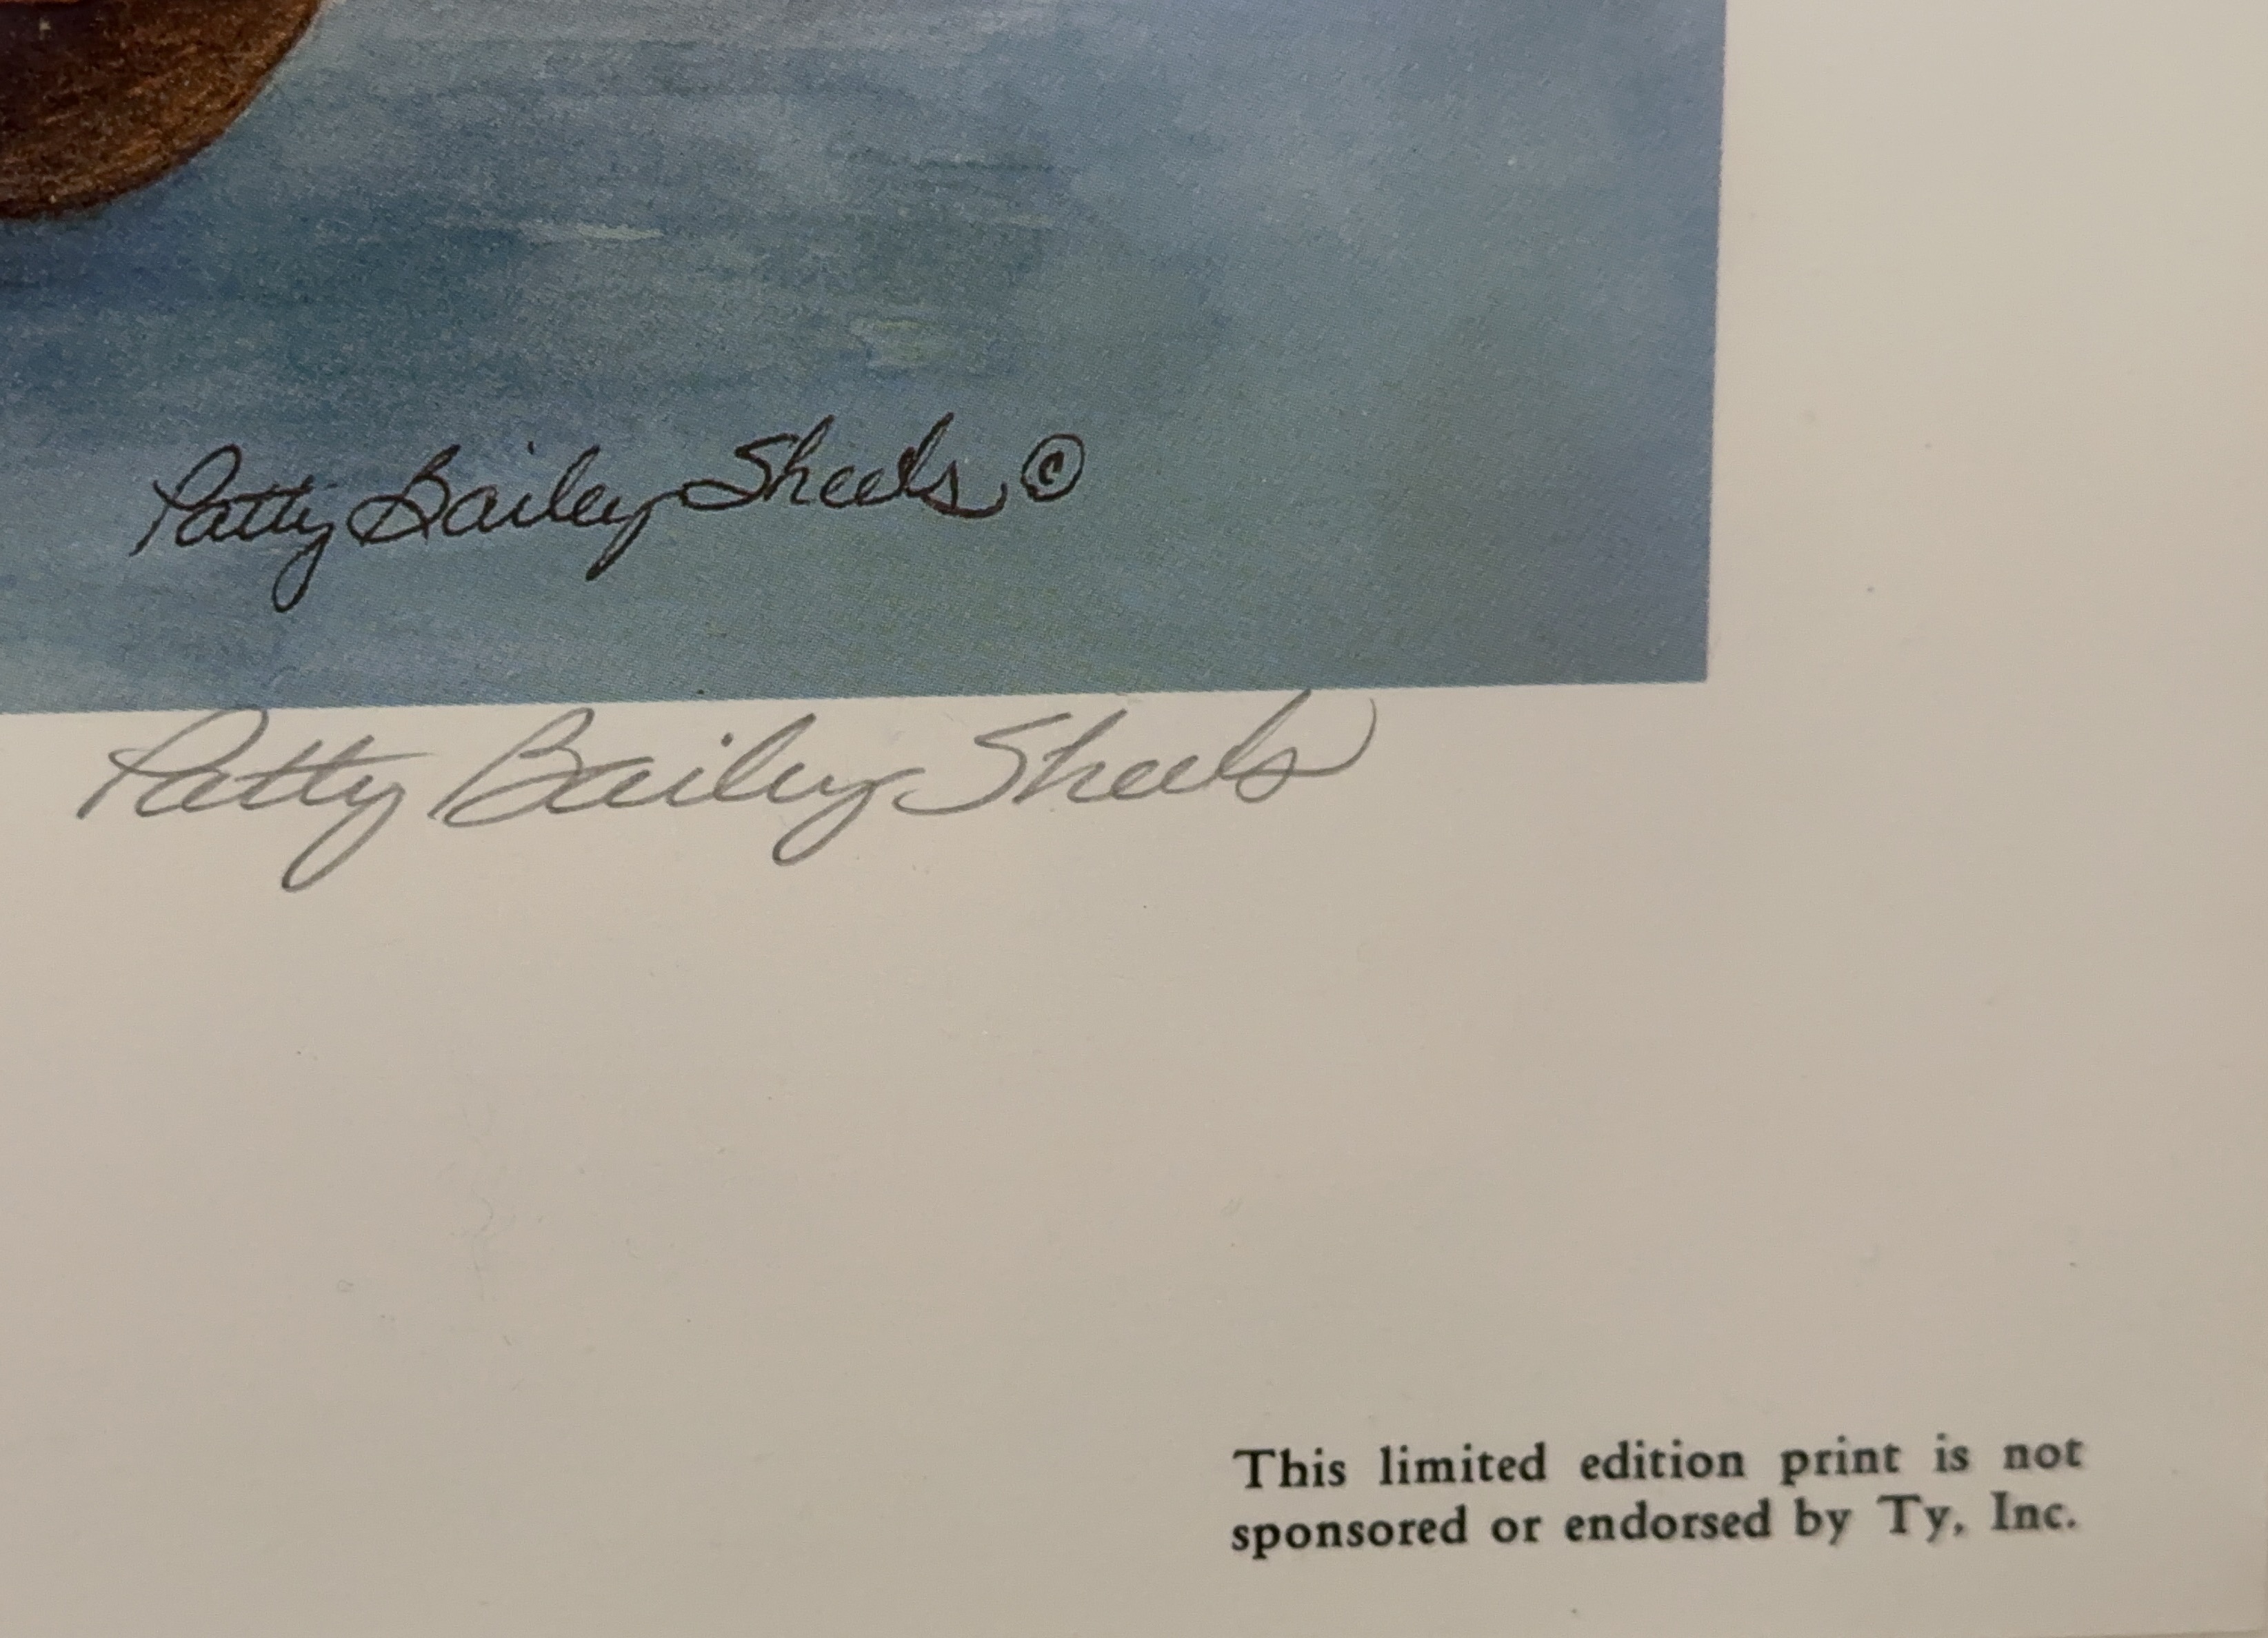 Patty Bailey Sheets ©
Patty Bailey Sheets
This limited edition print is not
sponsored or endorsed by Ty, Inc.